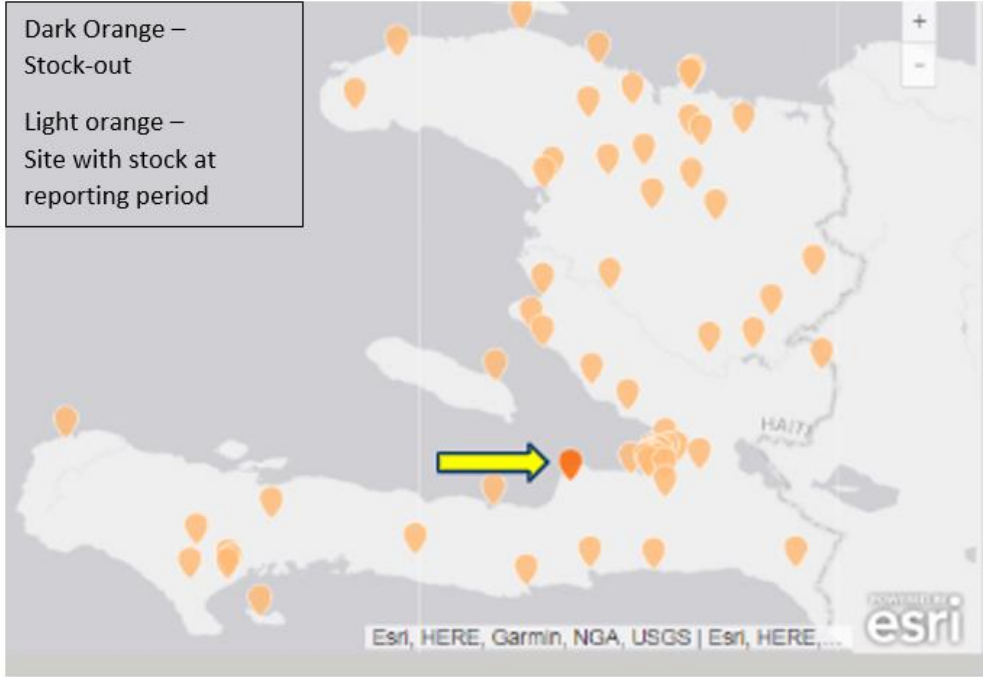 Dark Orange –
Stock-out
Light orange –
Site with stock at
reporting period
+
-
HAITI
POWERED BY
esri
Esri, HERE, Garmin, NGA, USGS | Esri, HERE,...